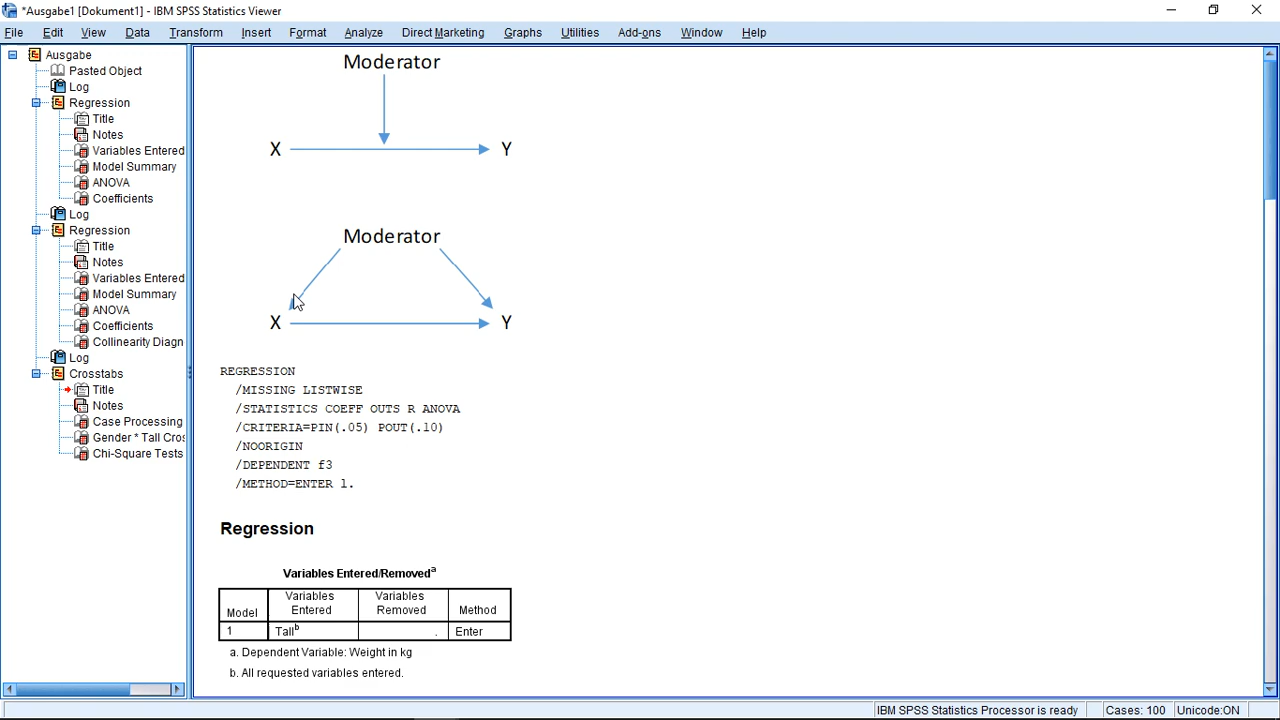 *Ausgabe1 [Dokument1] - IBM SPSS Statistics Viewer
File Edit View Data Transform Insert Format Analyze Direct Marketing Graphs Utilities Add-ons Window Help
Ausgabe
Pasted Object
Log
Regression
Title
Notes
Variables Entered
Model Summary
ANOVA
Coefficients
Log
Regression
Title
Notes
Variables Entered
Model Summary
ANOVA
Coefficients
Collinearity Diagn
Log
Crosstabs
Title
Notes
Case Processing
Gender * Tall Cros
Chi-Square Tests
Moderator
X Y
Moderator
X Y
REGRESSION
/MISSING LISTWISE
/STATISTICS COEFF OUTS R ANOVA
/CRITERIA=PIN(.05) POUT(.10)
/NOORIGIN
/DEPENDENT f3
/METHOD=ENTER l.
Regression
Variables Entered/Removedᵃ
Model Variables Entered Variables Removed Method
1 Tallᵇ . Enter
a. Dependent Variable: Weight in kg
b. All requested variables entered.
IBM SPSS Statistics Processor is ready Cases: 100 Unicode:ON